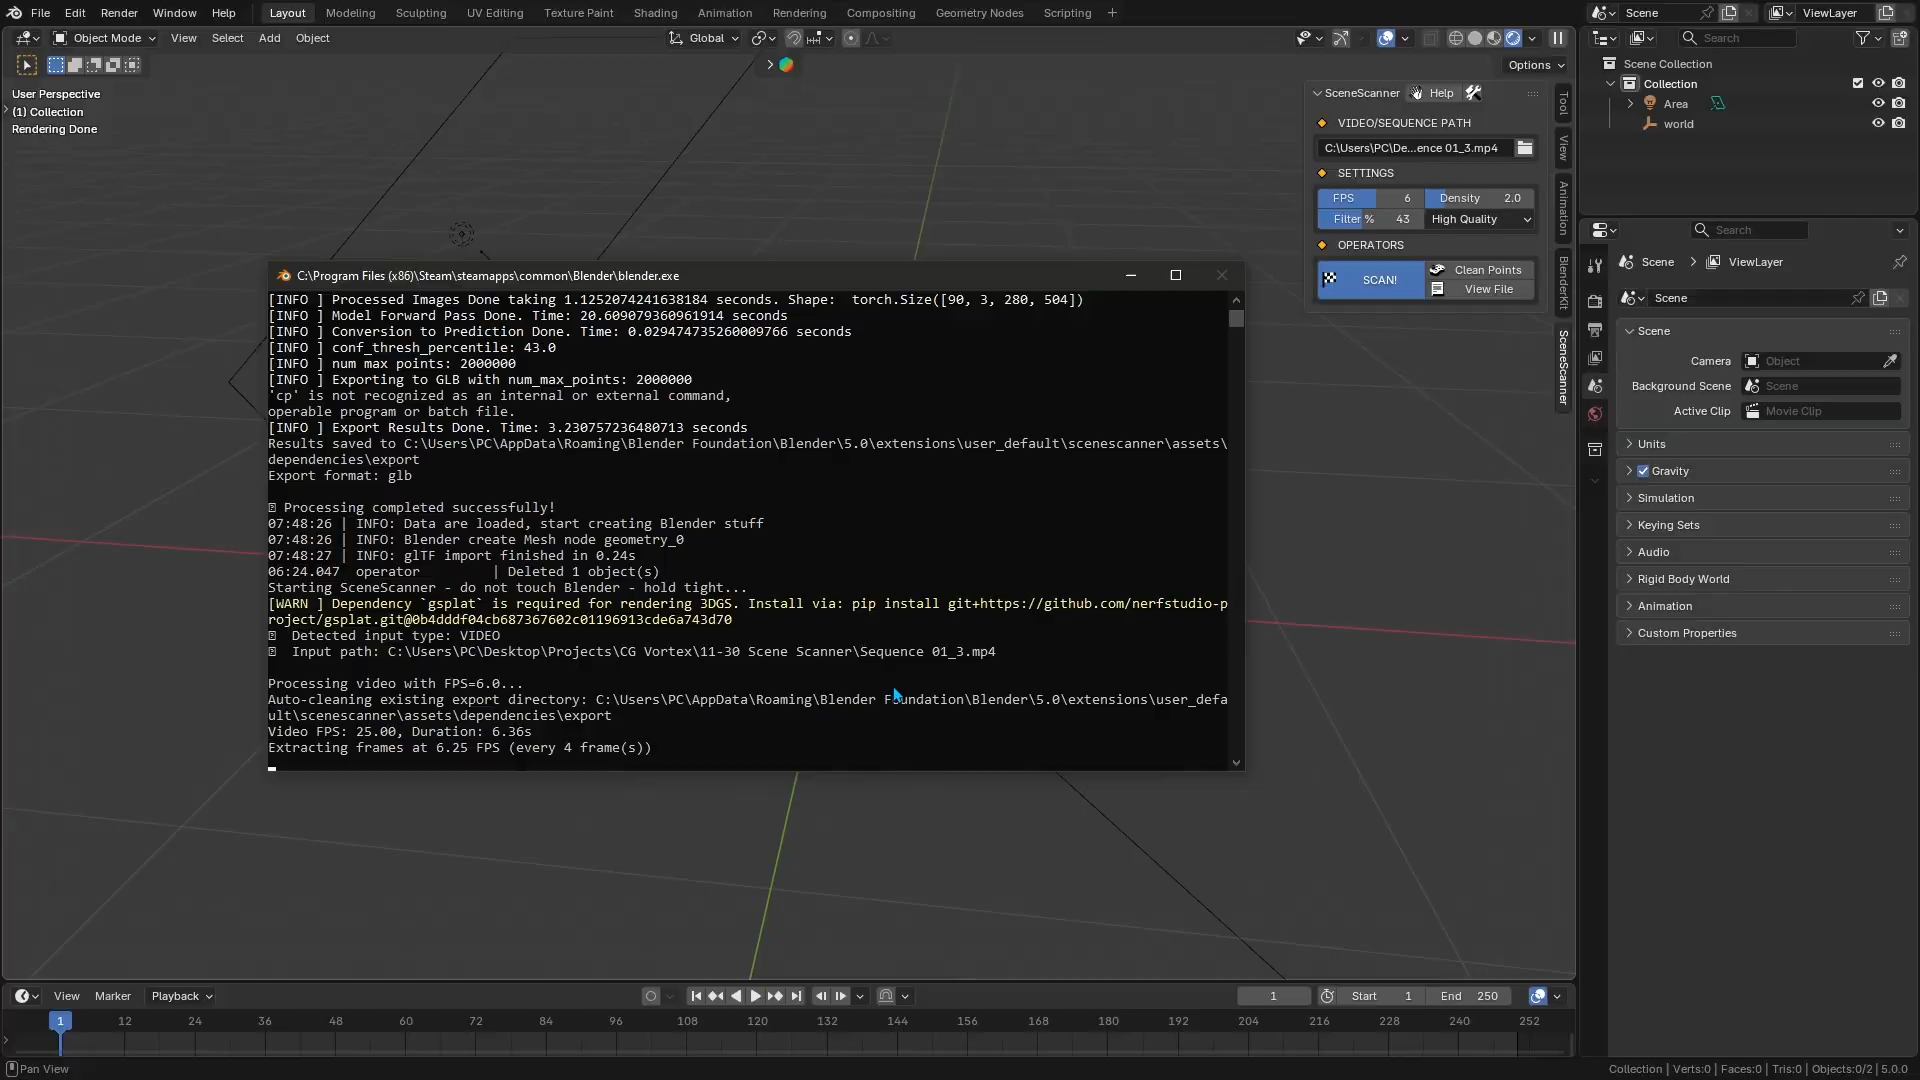 File Edit Render Window Help Layout Modeling Sculpting UV Editing Texture Paint Shading Animation Rendering Compositing Geometry Nodes Scripting + Scene ViewLayer
Object Mode View Select Add Object Global Search
Options
User Perspective
(1) Collection
Rendering Done
SceneScanner Help
VIDEO/SEQUENCE PATH
C:\Users\PC\De...ence 01_3.mp4
SETTINGS
FPS 6 Density 2.0
Filter % 43 High Quality
OPERATORS
SCAN! Clean Points
View File
Tool
View
Animation
BlenderKit
SceneScanner
Scene Collection
Collection
Area
world
C:\Program Files (x86)\Steam\steamapps\common\Blender\blender.exe
[INFO ] Processed Images Done taking 1.1252074241638184 seconds. Shape:  torch.Size([90, 3, 280, 504])
[INFO ] Model Forward Pass Done. Time: 20.609079360961914 seconds
[INFO ] Conversion to Prediction Done. Time: 0.029474735260009766 seconds
[INFO ] conf_thresh_percentile: 43.0
[INFO ] num max points: 2000000
[INFO ] Exporting to GLB with num_max_points: 2000000
'cp' is not recognized as an internal or external command,
operable program or batch file.
[INFO ] Export Results Done. Time: 3.230757236480713 seconds
Results saved to C:\Users\PC\AppData\Roaming\Blender Foundation\Blender\5.0\extensions\user_default\scenescanner\assets\
dependencies\export
Export format: glb
Processing completed successfully!
07:48:26 | INFO: Data are loaded, start creating Blender stuff
07:48:26 | INFO: Blender create Mesh node geometry_0
07:48:27 | INFO: glTF import finished in 0.24s
06:24.047  operator         | Deleted 1 object(s)
Starting SceneScanner - do not touch Blender - hold tight...
[WARN ] Dependency `gsplat` is required for rendering 3DGS. Install via: pip install git+https://github.com/nerfstudio-p
roject/gsplat.git@0b4dddf04cb687367602c01196913cde6a743d70
Detected input type: VIDEO
Input path: C:\Users\PC\Desktop\Projects\CG Vortex\11-30 Scene Scanner\Sequence 01_3.mp4
Processing video with FPS=6.0...
Auto-cleaning existing export directory: C:\Users\PC\AppData\Roaming\Blender Foundation\Blender\5.0\extensions\user_defa
ult\scenescanner\assets\dependencies\export
Video FPS: 25.00, Duration: 6.36s
Extracting frames at 6.25 FPS (every 4 frame(s))
Search
Scene ViewLayer
Scene
Scene
Camera Object
Background Scene Scene
Active Clip Movie Clip
Units
Gravity
Simulation
Keying Sets
Audio
Rigid Body World
Animation
Custom Properties
View Marker Playback 1 Start 1 End 250
1 12 24 36 48 60 72 84 96 108 120 132 144 156 168 180 192 204 216 228 240 252
Pan View
Collection | Verts:0 | Faces:0 | Tris:0 | Objects:0/2 | 5.0.0